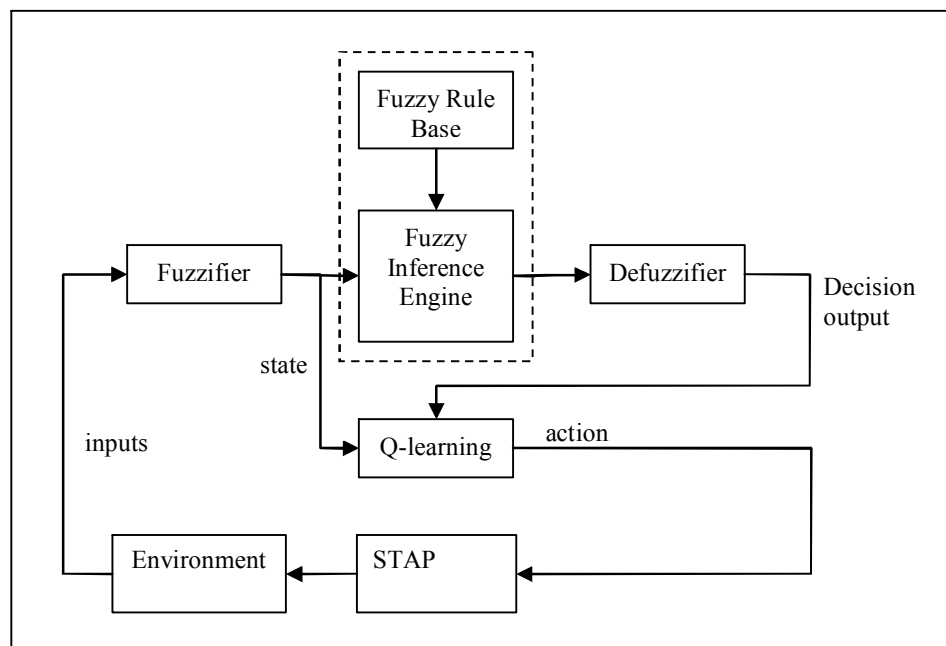 Fuzzy Rule
Base
Fuzzifier
Fuzzy
Inference
Engine
Defuzzifier
Decision
output
state
inputs
Q-learning
action
Environment
STAP